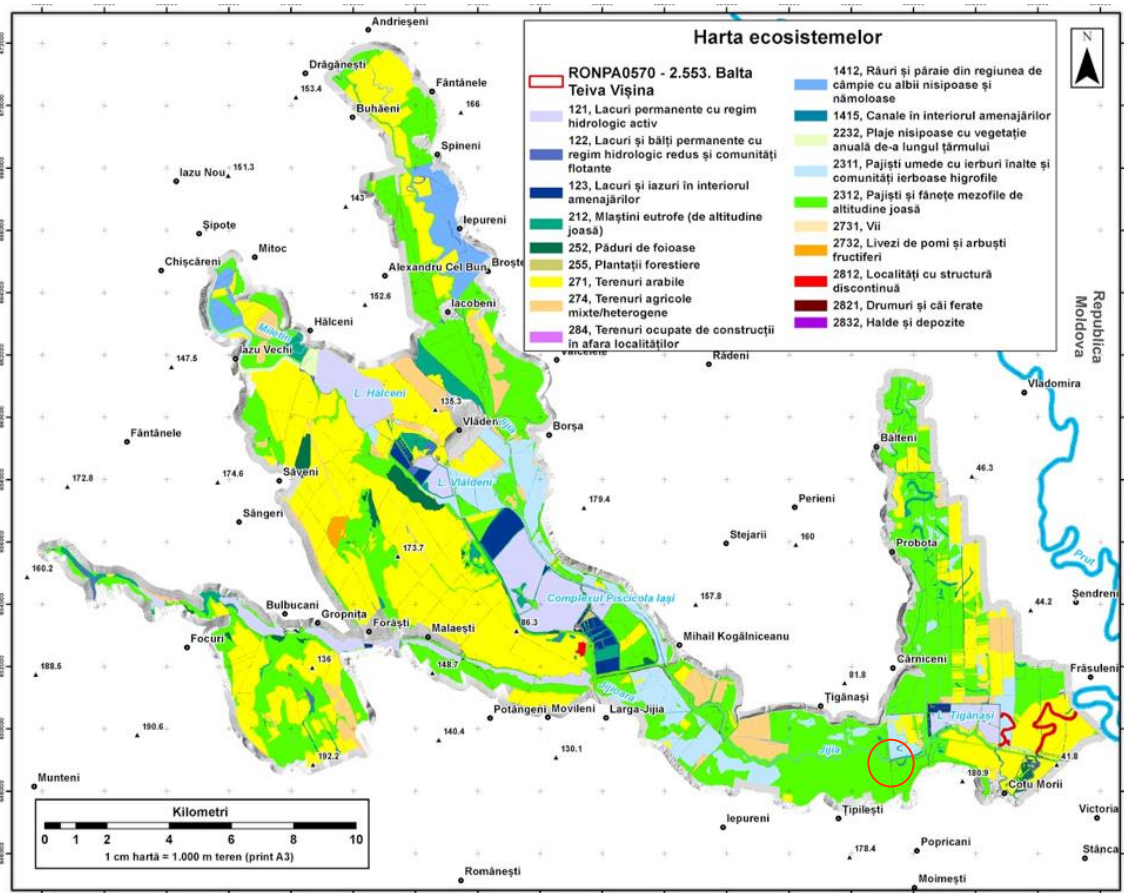 Harta ecosistemelor
RONPA0570 - 2.553. Balta
Teiva Vișina
121, Lacuri permanente cu regim
hidrologic activ
122, Lacuri și bălți permanente cu
regim hidrologic redus și comunități
flotante
123, Lacuri și iazuri în interiorul
amenajărilor
212, Mlaștini eutrofe (de altitudine
joasă)
252, Păduri de foioase
255, Plantații forestiere
271, Terenuri arabile
274, Terenuri agricole
mixte/heterogene
284, Terenuri ocupate de construcții
în afara localităților
1412, Râuri și pâraie din regiunea de
câmpie cu albii nisipoase și
nămoloase
1415, Canale în interiorul amenajărilor
2232, Plaje nisipoase cu vegetație
anuală de-a lungul țărmului
2311, Pajiști umede cu ierburi înalte și
comunități ierboase higrofile
2312, Pajiști și fânețe mezofile de
altitudine joasă
2731, Vii
2732, Livezi de pomi și arbuști
fructiferi
2812, Localități cu structură
discontinuă
2821, Drumuri și căi ferate
2832, Halde și depozite
N
Republica
Moldova
Andrieșeni
Drăgănești
153.4
Fântânele
166
Buhăeni
Spineni
Iazu Nou
151.3
143
Iepureni
Șipote
Mitoc
Chișcăreni
Alexandru Cel Bun
Broște
152.6
Iacobeni
Miletin
Hălceni
Iazu Vechi
147.5
Rădeni
Vladomira
L. Hălceni
135.3
Jijia
Vlădeni
Borșa
Fântânele
Bălteni
174.6
Săveni
L. Vlădeni
172.8
46.3
179.4
Perieni
Sângeri
Stejarii
160
173.7
Probota
Prut
160.2
Complexul Piscicola Iași
157.8
44.2
Șendreni
Bulbucani
Gropnița
Forăști
Malaești
86.3
Mihail Kogălniceanu
Focuri
136
148.7
188.5
Cârniceni
Frăsuleni
81.8
Jijioara
Țigănași
Potângeni
Movileni
Larga-Jijia
L. Țigănași
190.6
140.4
130.1
Jijia
192.2
41.8
180.9
Munteni
Cotu Morii
Kilometri
0 1 2 4 6 8 10
1 cm hartă = 1.000 m teren (print A3)
Țipilești
Victoria
Iepureni
178.4
Popricani
Stânca
Românești
Moimești